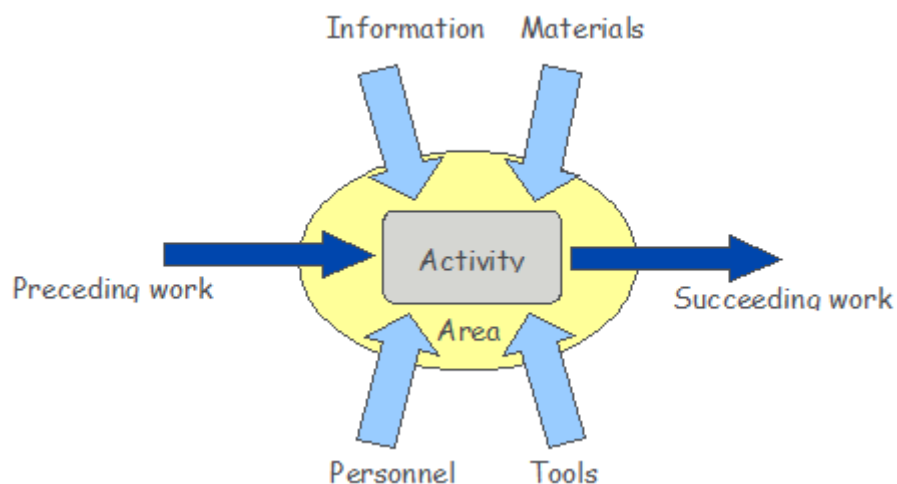 Information Materials
Activity
Preceding work
Succeeding work
Area
Personnel Tools